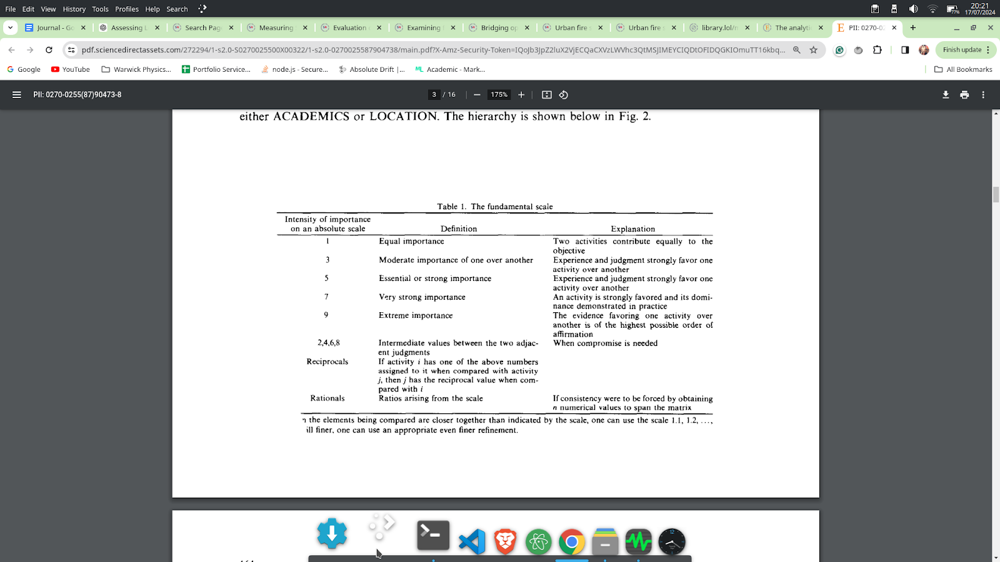 File Edit View History Tools Profiles Help Search
77%
20:21
17/07/2024
Journal - Go
Assessing L
Search Pag
Measuring
Evaluation
Examining
Bridging op
Urban fire
Urban fire
library.lol/m
The analyti
PII: 0270-02
pdf.sciencedirectassets.com/272294/1-s2.0-S0270025500X00322/1-s2.0-0270025587904738/main.pdf?X-Amz-Security-Token=IQoJb3JpZ2luX2VjECQaCXVzLWVhc3QtMSJIMEYCIQDtOFIDQGKIOmuTT16kbq...
Finish update
Google YouTube Warwick Physics... Portfolio Service... node.js - Secure... Absolute Drift |... Academic - Mark... All Bookmarks
PII: 0270-0255(87)90473-8
3 / 16
175%
either ACADEMICS or LOCATION. The hierarchy is shown below in Fig. 2.
Table 1. The fundamental scale
Intensity of importance
on an absolute scale Definition Explanation
1 Equal importance Two activities contribute equally to the
objective
3 Moderate importance of one over another Experience and judgment strongly favor one
activity over another
5 Essential or strong importance Experience and judgment strongly favor one
activity over another
7 Very strong importance An activity is strongly favored and its domi-
nance demonstrated in practice
9 Extreme importance The evidence favoring one activity over
another is of the highest possible order of
affirmation
2,4,6,8 Intermediate values between the two adjac- When compromise is needed
ent judgments
Reciprocals If activity i has one of the above numbers
assigned to it when compared with activity
j, then j has the reciprocal value when com-
pared with i
Rationals Ratios arising from the scale If consistency were to be forced by obtaining
n numerical values to span the matrix
the elements being compared are closer together than indicated by the scale, one can use the scale 1.1, 1.2, ...,
ill finer, one can use an appropriate even finer refinement.
12